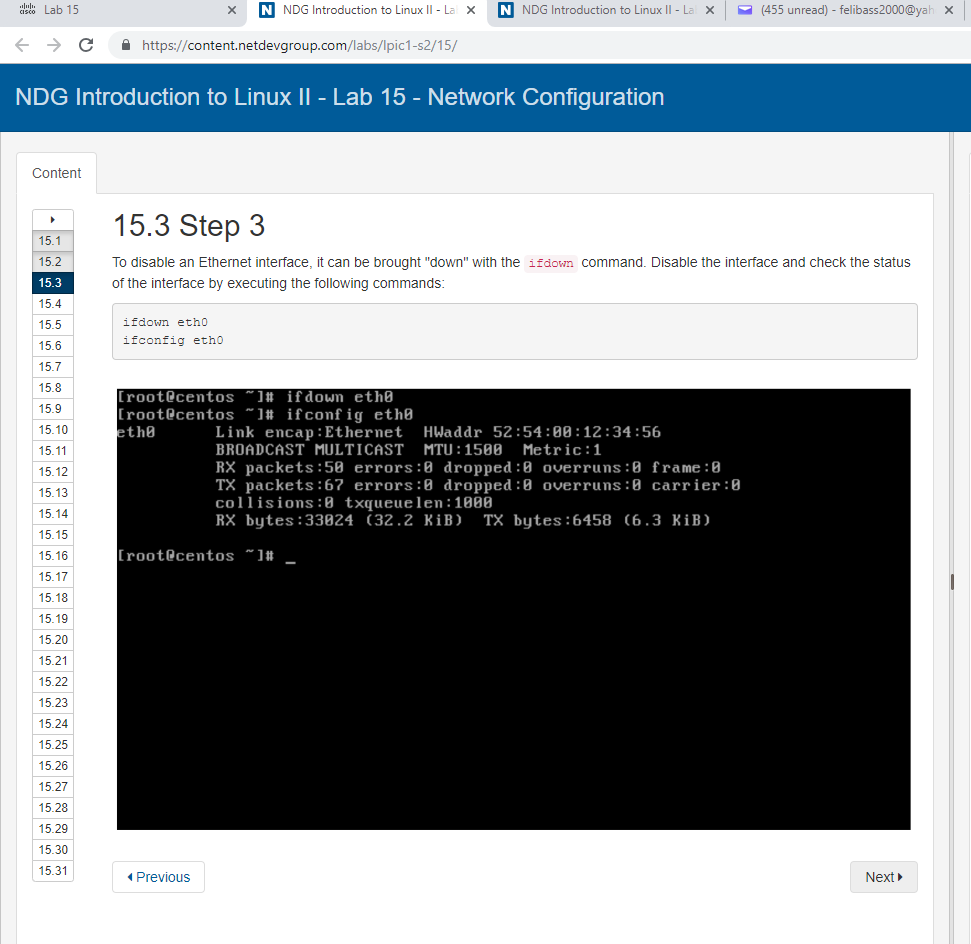 Lab 15
NDG Introduction to Linux II - La
NDG Introduction to Linux II - La
(455 unread) - felibass2000@yah
https://content.netdevgroup.com/labs/lpic1-s2/15/
NDG Introduction to Linux II - Lab 15 - Network Configuration
Content
15.1
15.2
15.3
15.4
15.5
15.6
15.7
15.8
15.9
15.10
15.11
15.12
15.13
15.14
15.15
15.16
15.17
15.18
15.19
15.20
15.21
15.22
15.23
15.24
15.25
15.26
15.27
15.28
15.29
15.30
15.31
15.3 Step 3
To disable an Ethernet interface, it can be brought "down" with the ifdown command. Disable the interface and check the status
of the interface by executing the following commands:
ifdown eth0
ifconfig eth0
[root@centos ~]# ifdown eth0
[root@centos ~]# ifconfig eth0
eth0 Link encap:Ethernet HWaddr 52:54:00:12:34:56
BROADCAST MULTICAST MTU:1500 Metric:1
RX packets:50 errors:0 dropped:0 overruns:0 frame:0
TX packets:67 errors:0 dropped:0 overruns:0 carrier:0
collisions:0 txqueuelen:1000
RX bytes:33024 (32.2 KiB) TX bytes:6458 (6.3 KiB)
[root@centos ~]# _
Previous
Next